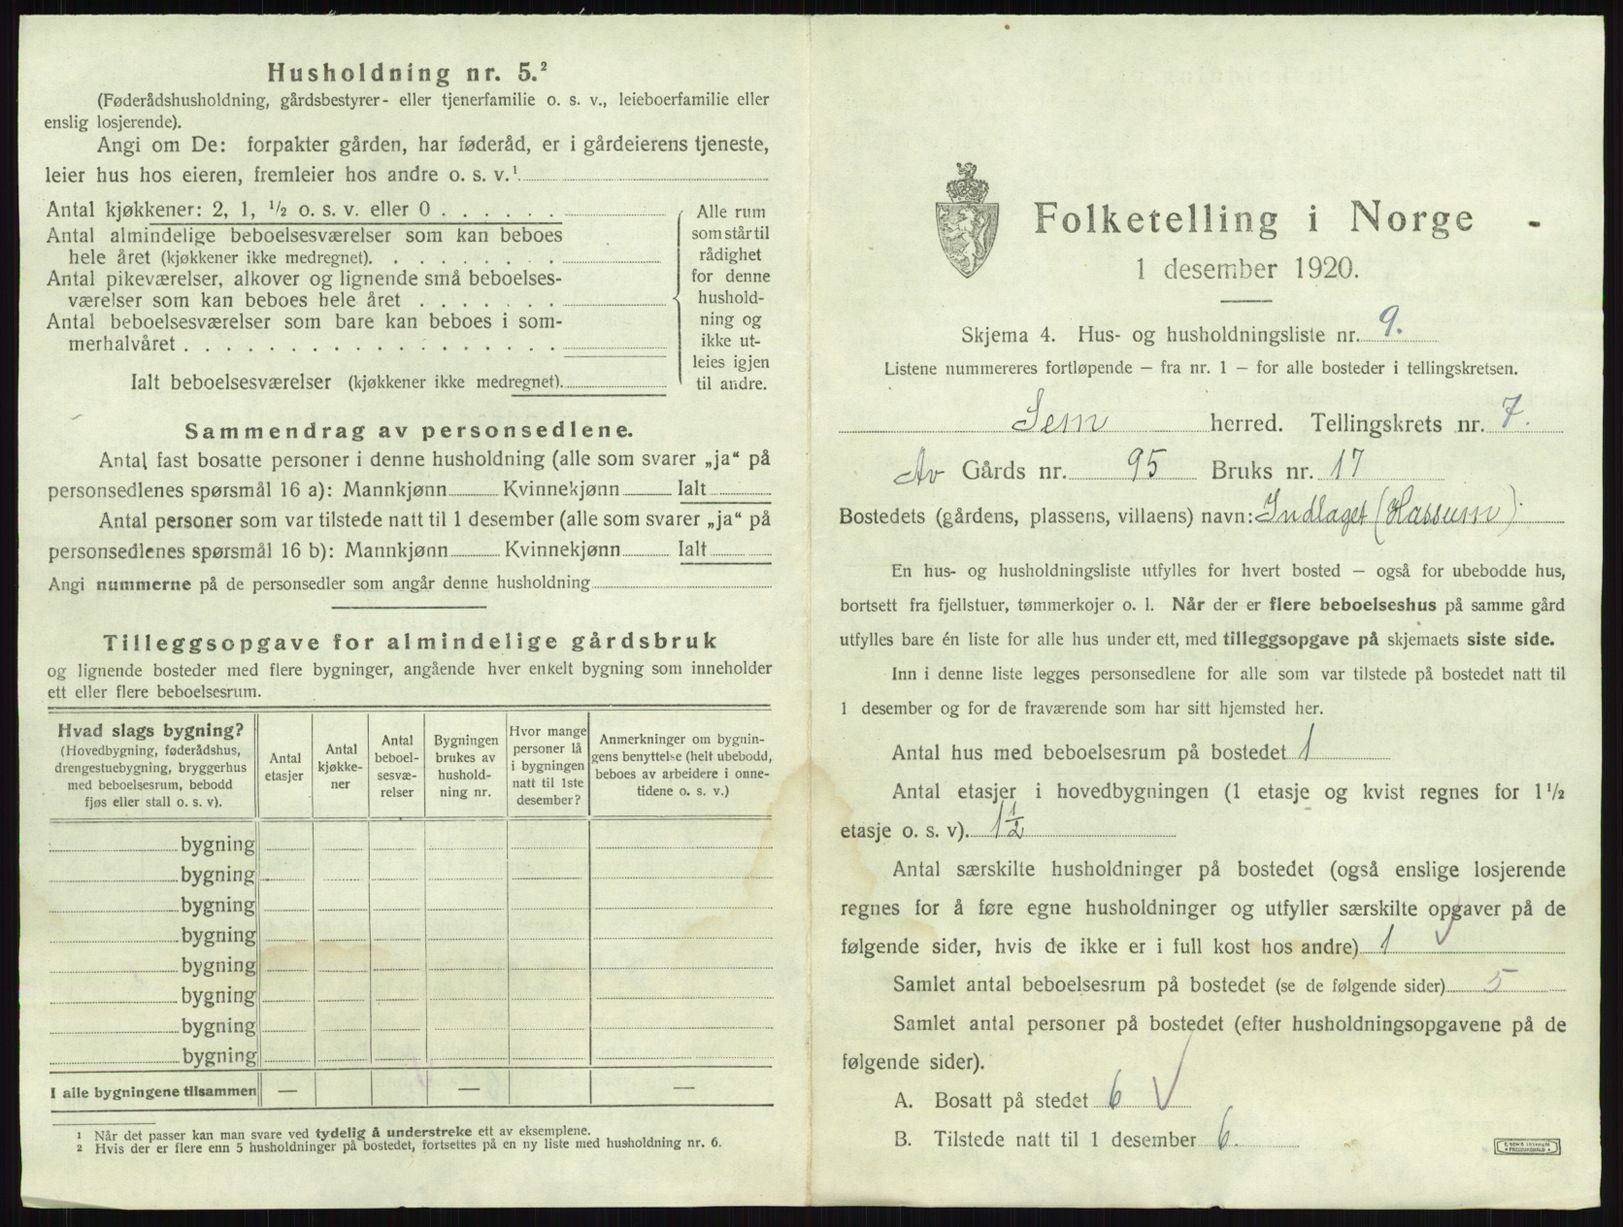 Husholdning nr. 5.²
(Føderådshusholdning, gårdsbestyrer- eller tjenerfamilie o. s. v., leieboerfamilie eller
enslig losjerende).
Angi om De: forpakter gården, har føderåd, er i gårdeierens tjeneste,
leier hus hos eieren, fremleier hos andre o. s. v.¹
Antal kjøkkener: 2, 1, ½ o. s. v. eller 0
Antal almindelige beboelsesværelser som kan beboes
hele året (kjøkkener ikke medregnet).
Antal pikeværelser, alkover og lignende små beboelses-
værelser som kan beboes hele året
Antal beboelsesværelser som bare kan beboes i som-
merhalvåret
Ialt beboelsesværelser (kjøkkener ikke medregnet).
Alle rum
som står til
rådighet
for denne
hushold-
ning og
ikke ut-
leies igjen
til andre.
Sammendrag av personsedlene.
Antal fast bosatte personer i denne husholdning (alle som svarer „ja“ på
personsedlenes spørsmål 16 a): Mannkjønn Kvinnekjønn Ialt
Antal personer som var tilstede natt til 1 desember (alle som svarer „ja“ på
personsedlenes spørsmål 16 b): Mannkjønn Kvinnekjønn Ialt
Angi nummerne på de personsedler som angår denne husholdning
Tilleggsopgave for almindelige gårdsbruk
og lignende bosteder med flere bygninger, angående hver enkelt bygning som inneholder
ett eller flere beboelsesrum.
Hvad slags bygning?
(Hovedbygning, føderådshus,
drengestuebygning, bryggerhus
med beboelsesrum, bebodd
fjøs eller stall o. s. v).
Antal
etasjer
Antal
kjøkke-
ner
Antal
beboel-
sesvæ-
relser
Bygningen
brukes av
hushold-
ning nr.
Hvor mange
personer lå
i bygningen
natt til 1ste
desember?
Anmerkninger om bygnin-
gens benyttelse (helt ubebodd,
beboes av arbeidere i onne-
tidene o. s. v.)
bygning
bygning
bygning
bygning
bygning
bygning
bygning
bygning
I alle bygningene tilsammen — — —
1 Når det passer kan man svare ved tydelig å understreke ett av eksemplene.
2 Hvis der er flere enn 5 husholdninger på bostedet, fortsettes på en ny liste med husholdning nr. 6.
Folketelling i Norge
1 desember 1920.
Skjema 4. Hus- og husholdningsliste nr. 9.
Listene nummereres fortløpende – fra nr. 1 – for alle bosteder i tellingskretsen.
Sem herred. Tellingskrets nr. 7.
Av Gårds nr. 95 Bruks nr. 17
Bostedets (gårdens, plassens, villaens) navn: Indlaget (Hassum).
En hus- og husholdningsliste utfylles for hvert bosted – også for ubebodde hus,
bortsett fra fjellstuer, tømmerkojer o. l. Når der er flere beboelseshus på samme gård
utfylles bare én liste for alle hus under ett, med tilleggsopgave på skjemaets siste side.
Inn i denne liste legges personsedlene for alle som var tilstede på bostedet natt til
1 desember og for de fraværende som har sitt hjemsted her.
Antal hus med beboelsesrum på bostedet 1
Antal etasjer i hovedbygningen (1 etasje og kvist regnes for 1½
etasje o. s. v). 1½
Antal særskilte husholdninger på bostedet (også enslige losjerende
regnes for å føre egne husholdninger og utfyller særskilte opgaver på de
følgende sider, hvis de ikke er i full kost hos andre) 1
Samlet antal beboelsesrum på bostedet (se de følgende sider) 5
Samlet antal personer på bostedet (efter husholdningsopgavene på de
følgende sider).
A. Bosatt på stedet 6
B. Tilstede natt til 1 desember 6.